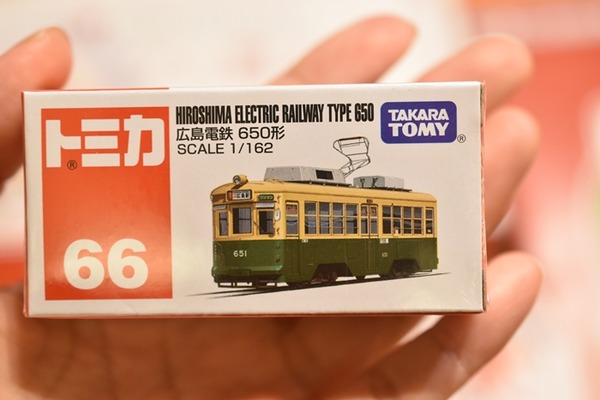 トミカ
®
66
HIROSHIMA ELECTRIC RAILWAY TYPE 650
広島電鉄 650形
SCALE 1/162
TAKARA
TOMY
®
651